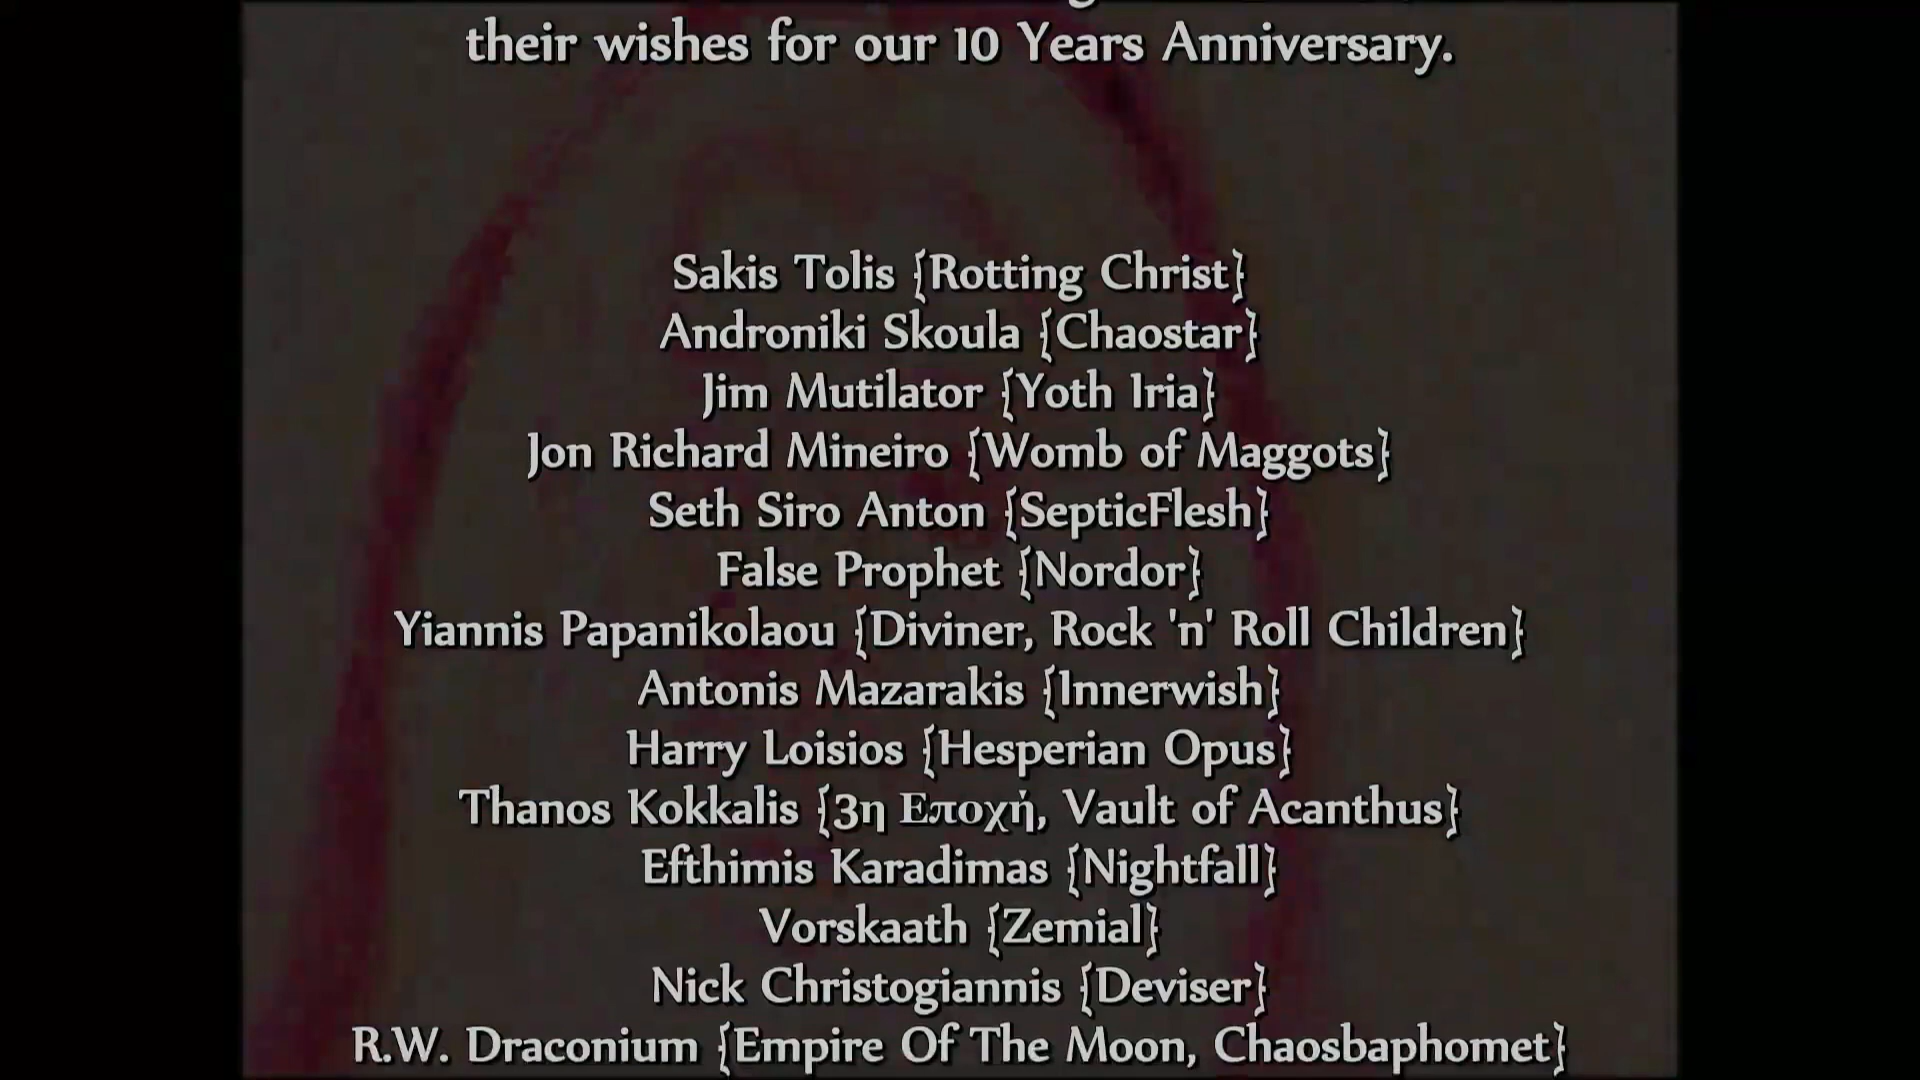 their wishes for our 10 Years Anniversary.
Sakis Tolis {Rotting Christ}
Androniki Skoula {Chaostar}
Jim Mutilator {Yoth Iria}
Jon Richard Mineiro {Womb of Maggots}
Seth Siro Anton {SepticFlesh}
False Prophet {Nordor}
Yiannis Papanikolaou {Diviner, Rock 'n' Roll Children}
Antonis Mazarakis {Innerwish}
Harry Loisios {Hesperian Opus}
Thanos Kokkalis {3η Εποχή, Vault of Acanthus}
Efthimis Karadimas {Nightfall}
Vorskaath {Zemial}
Nick Christogiannis {Deviser}
R.W. Draconium {Empire Of The Moon, Chaosbaphomet}